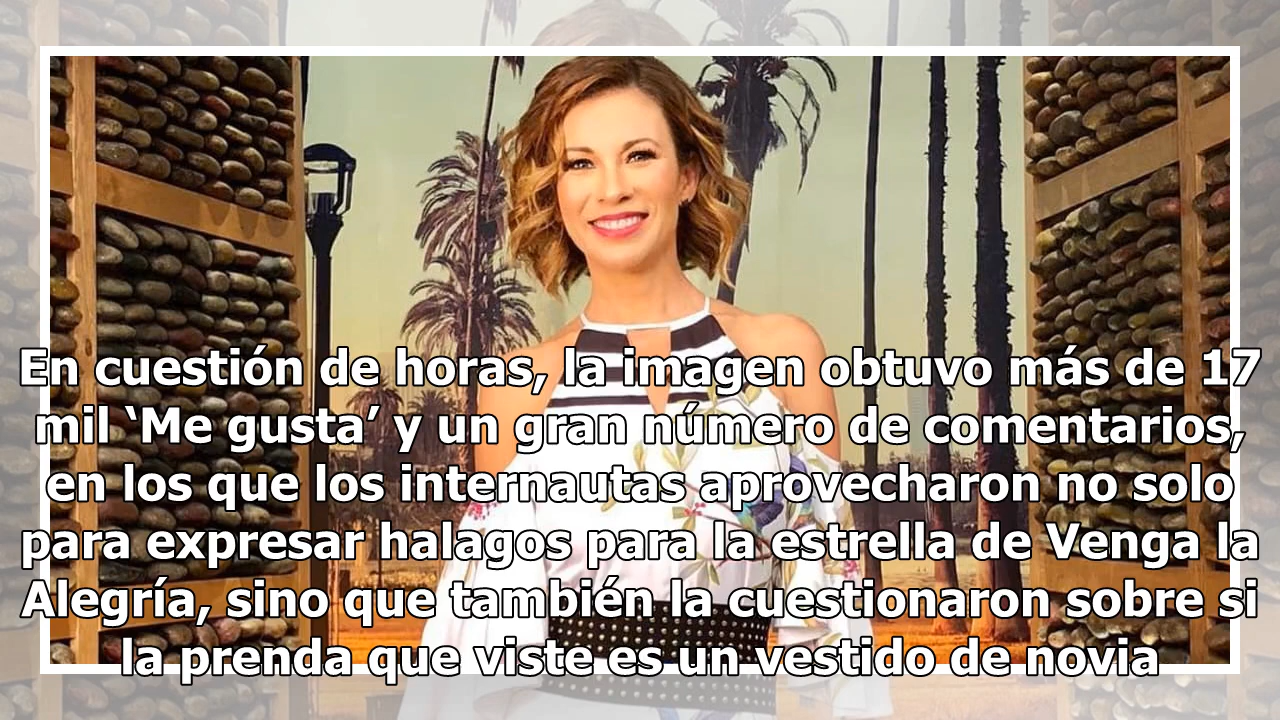 En cuestión de horas, la imagen obtuvo más de 17
mil ‘Me gusta’ y un gran número de comentarios,
en los que los internautas aprovecharon no solo
para expresar halagos para la estrella de Venga la
Alegría, sino que también la cuestionaron sobre si
la prenda que viste es un vestido de novia